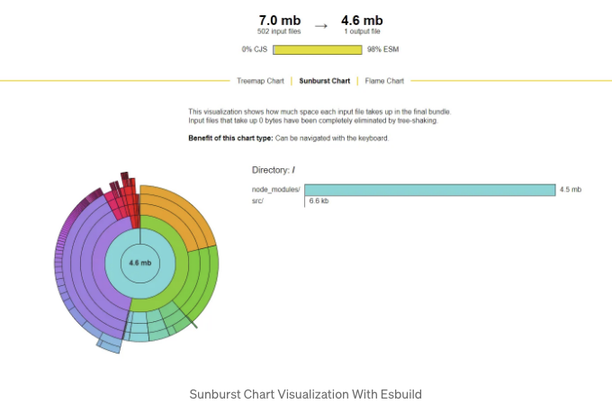 7.0 mb → 4.6 mb
502 input files 1 output file
0% CJS 98% ESM
Treemap Chart | Sunburst Chart | Flame Chart
This visualization shows how much space each input file takes up in the final bundle.
Input files that take up 0 bytes have been completely eliminated by tree-shaking.
Benefit of this chart type: Can be navigated with the keyboard.
Directory: /
node_modules/ 4.5 mb
src/ 6.6 kb
4.6 mb
Sunburst Chart Visualization With Esbuild